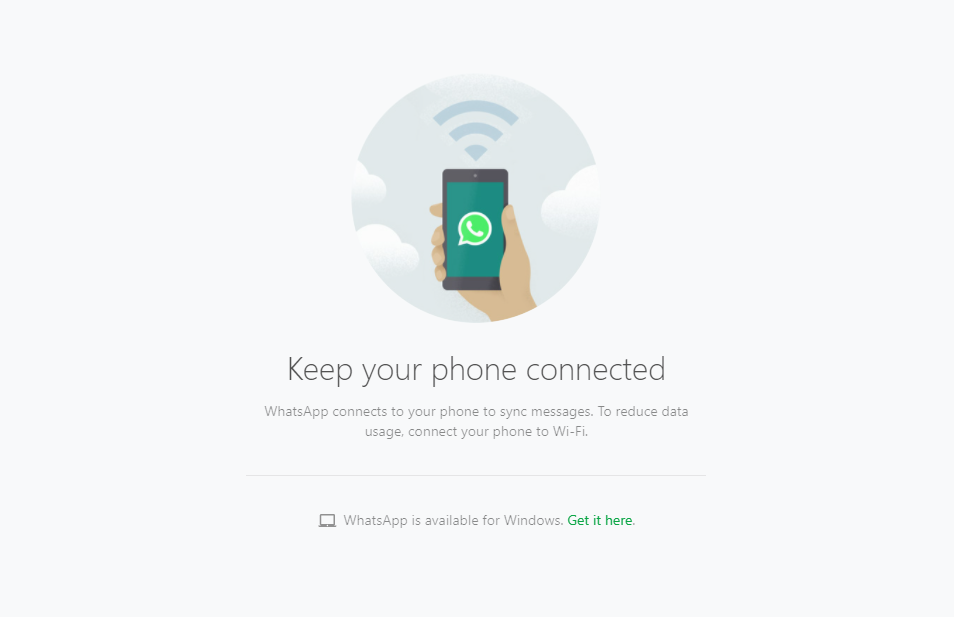 Keep your phone connected
WhatsApp connects to your phone to sync messages. To reduce data
usage, connect your phone to Wi-Fi.
WhatsApp is available for Windows. Get it here.